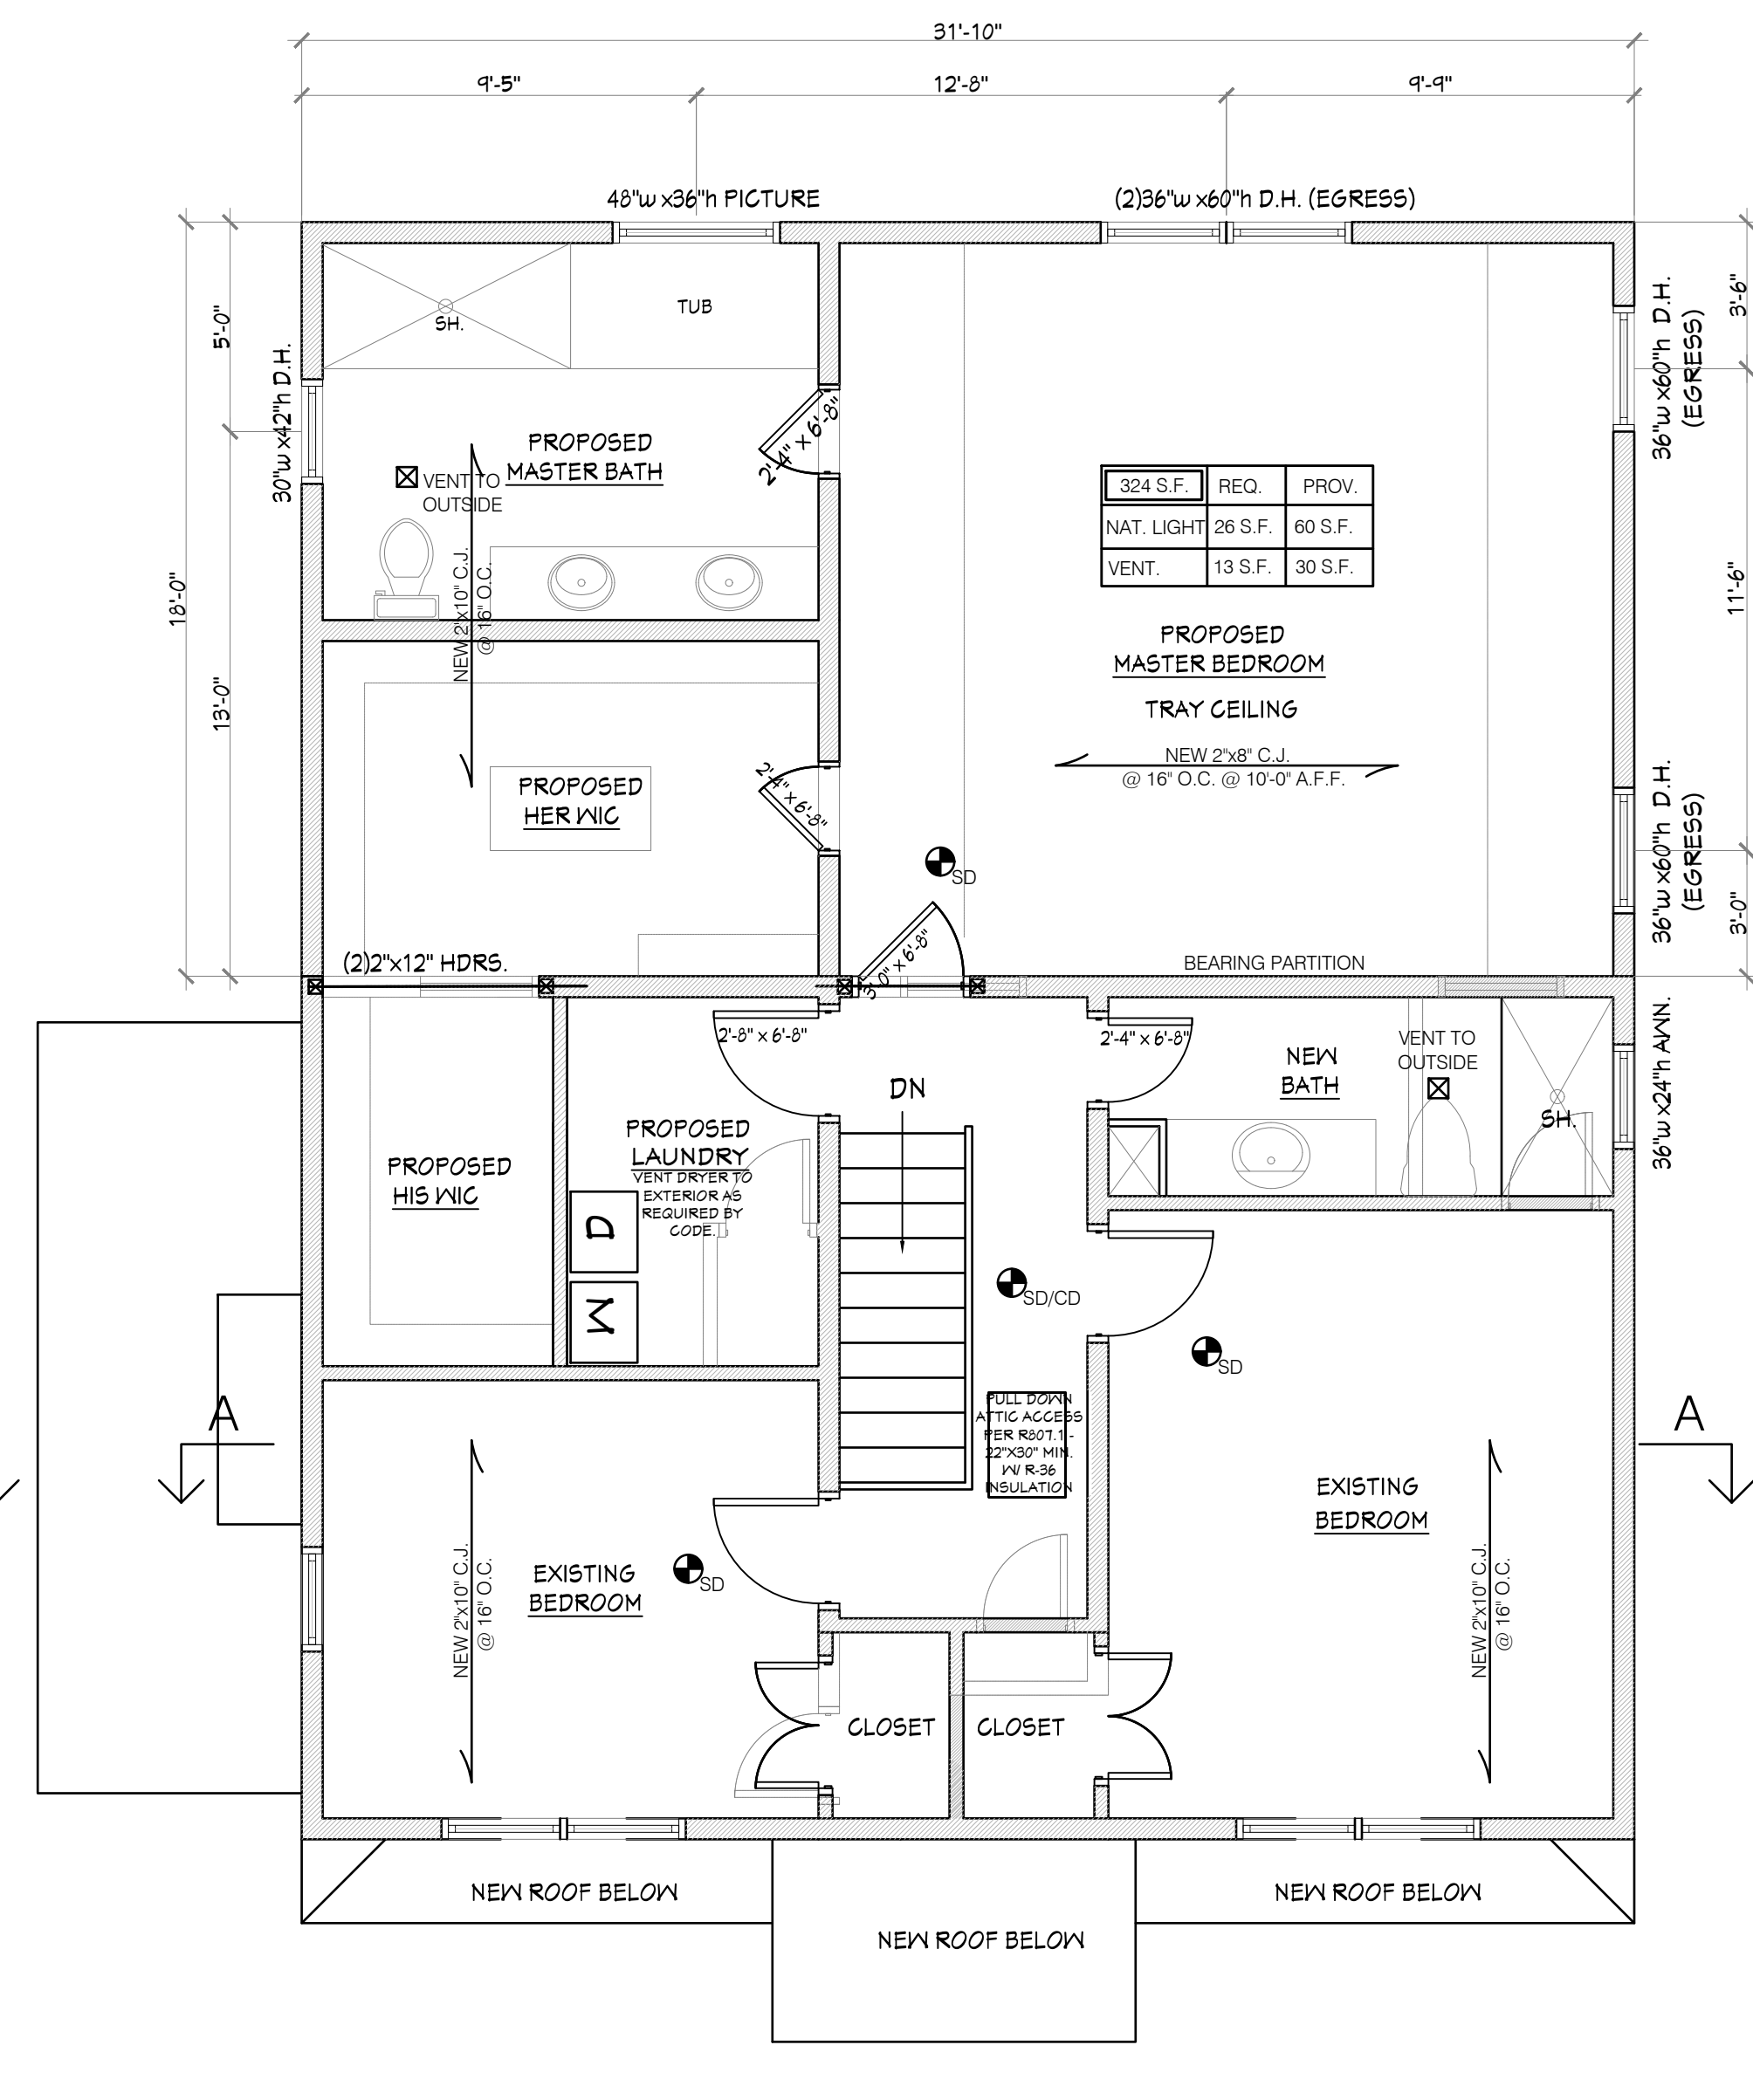 31'-10"
9'-5"
12'-8"
9'-9"
48"w x36"h PICTURE
(2)36"w x60"h D.H. (EGRESS)
5'-0"
18'-0"
13'-0"
30"w x42"h D.H.
SH.
TUB
3'-6"
36"w x60"h D.H.
(EGRESS)
11'-6"
PROPOSED
MASTER BATH
VENT TO
OUTSIDE
2'-4" x 6'-8"
NEW 2"x10" C.J.
@ 16" O.C.
324 S.F.
REQ.
PROV.
NAT. LIGHT
26 S.F.
60 S.F.
VENT.
13 S.F.
30 S.F.
PROPOSED
MASTER BEDROOM
TRAY CEILING
NEW 2"x8" C.J.
@ 16" O.C. @ 10'-0" A.F.F.
PROPOSED
HER WIC
2'-4" x 6'-8"
SD
36"w x60"h D.H.
(EGRESS)
3'-0"
(2)2"x12" HDRS.
3'-0" x 6'-8"
BEARING PARTITION
2'-8" x 6'-8"
2'-4" x 6'-8"
DN
NEW
BATH
VENT TO
OUTSIDE
SH.
36"w x24"h AWN.
PROPOSED
HIS WIC
PROPOSED
LAUNDRY
VENT DRYER TO
EXTERIOR AS
REQUIRED BY
CODE.
D
W
SD/CD
SD
A
A
PULL DOWN
ATTIC ACCESS
PER R807.1 -
22"X30" MIN.
W/ R-36
INSULATION
EXISTING
BEDROOM
NEW 2"x10" C.J.
@ 16" O.C.
SD
EXISTING
BEDROOM
NEW 2"x10" C.J.
@ 16" O.C.
CLOSET
CLOSET
NEW ROOF BELOW
NEW ROOF BELOW
NEW ROOF BELOW